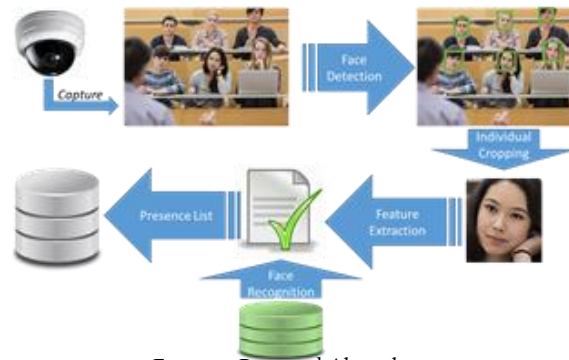 Capture
Face
Detection
Individual
Cropping
Presence List
Feature
Extraction
Face
Recognition